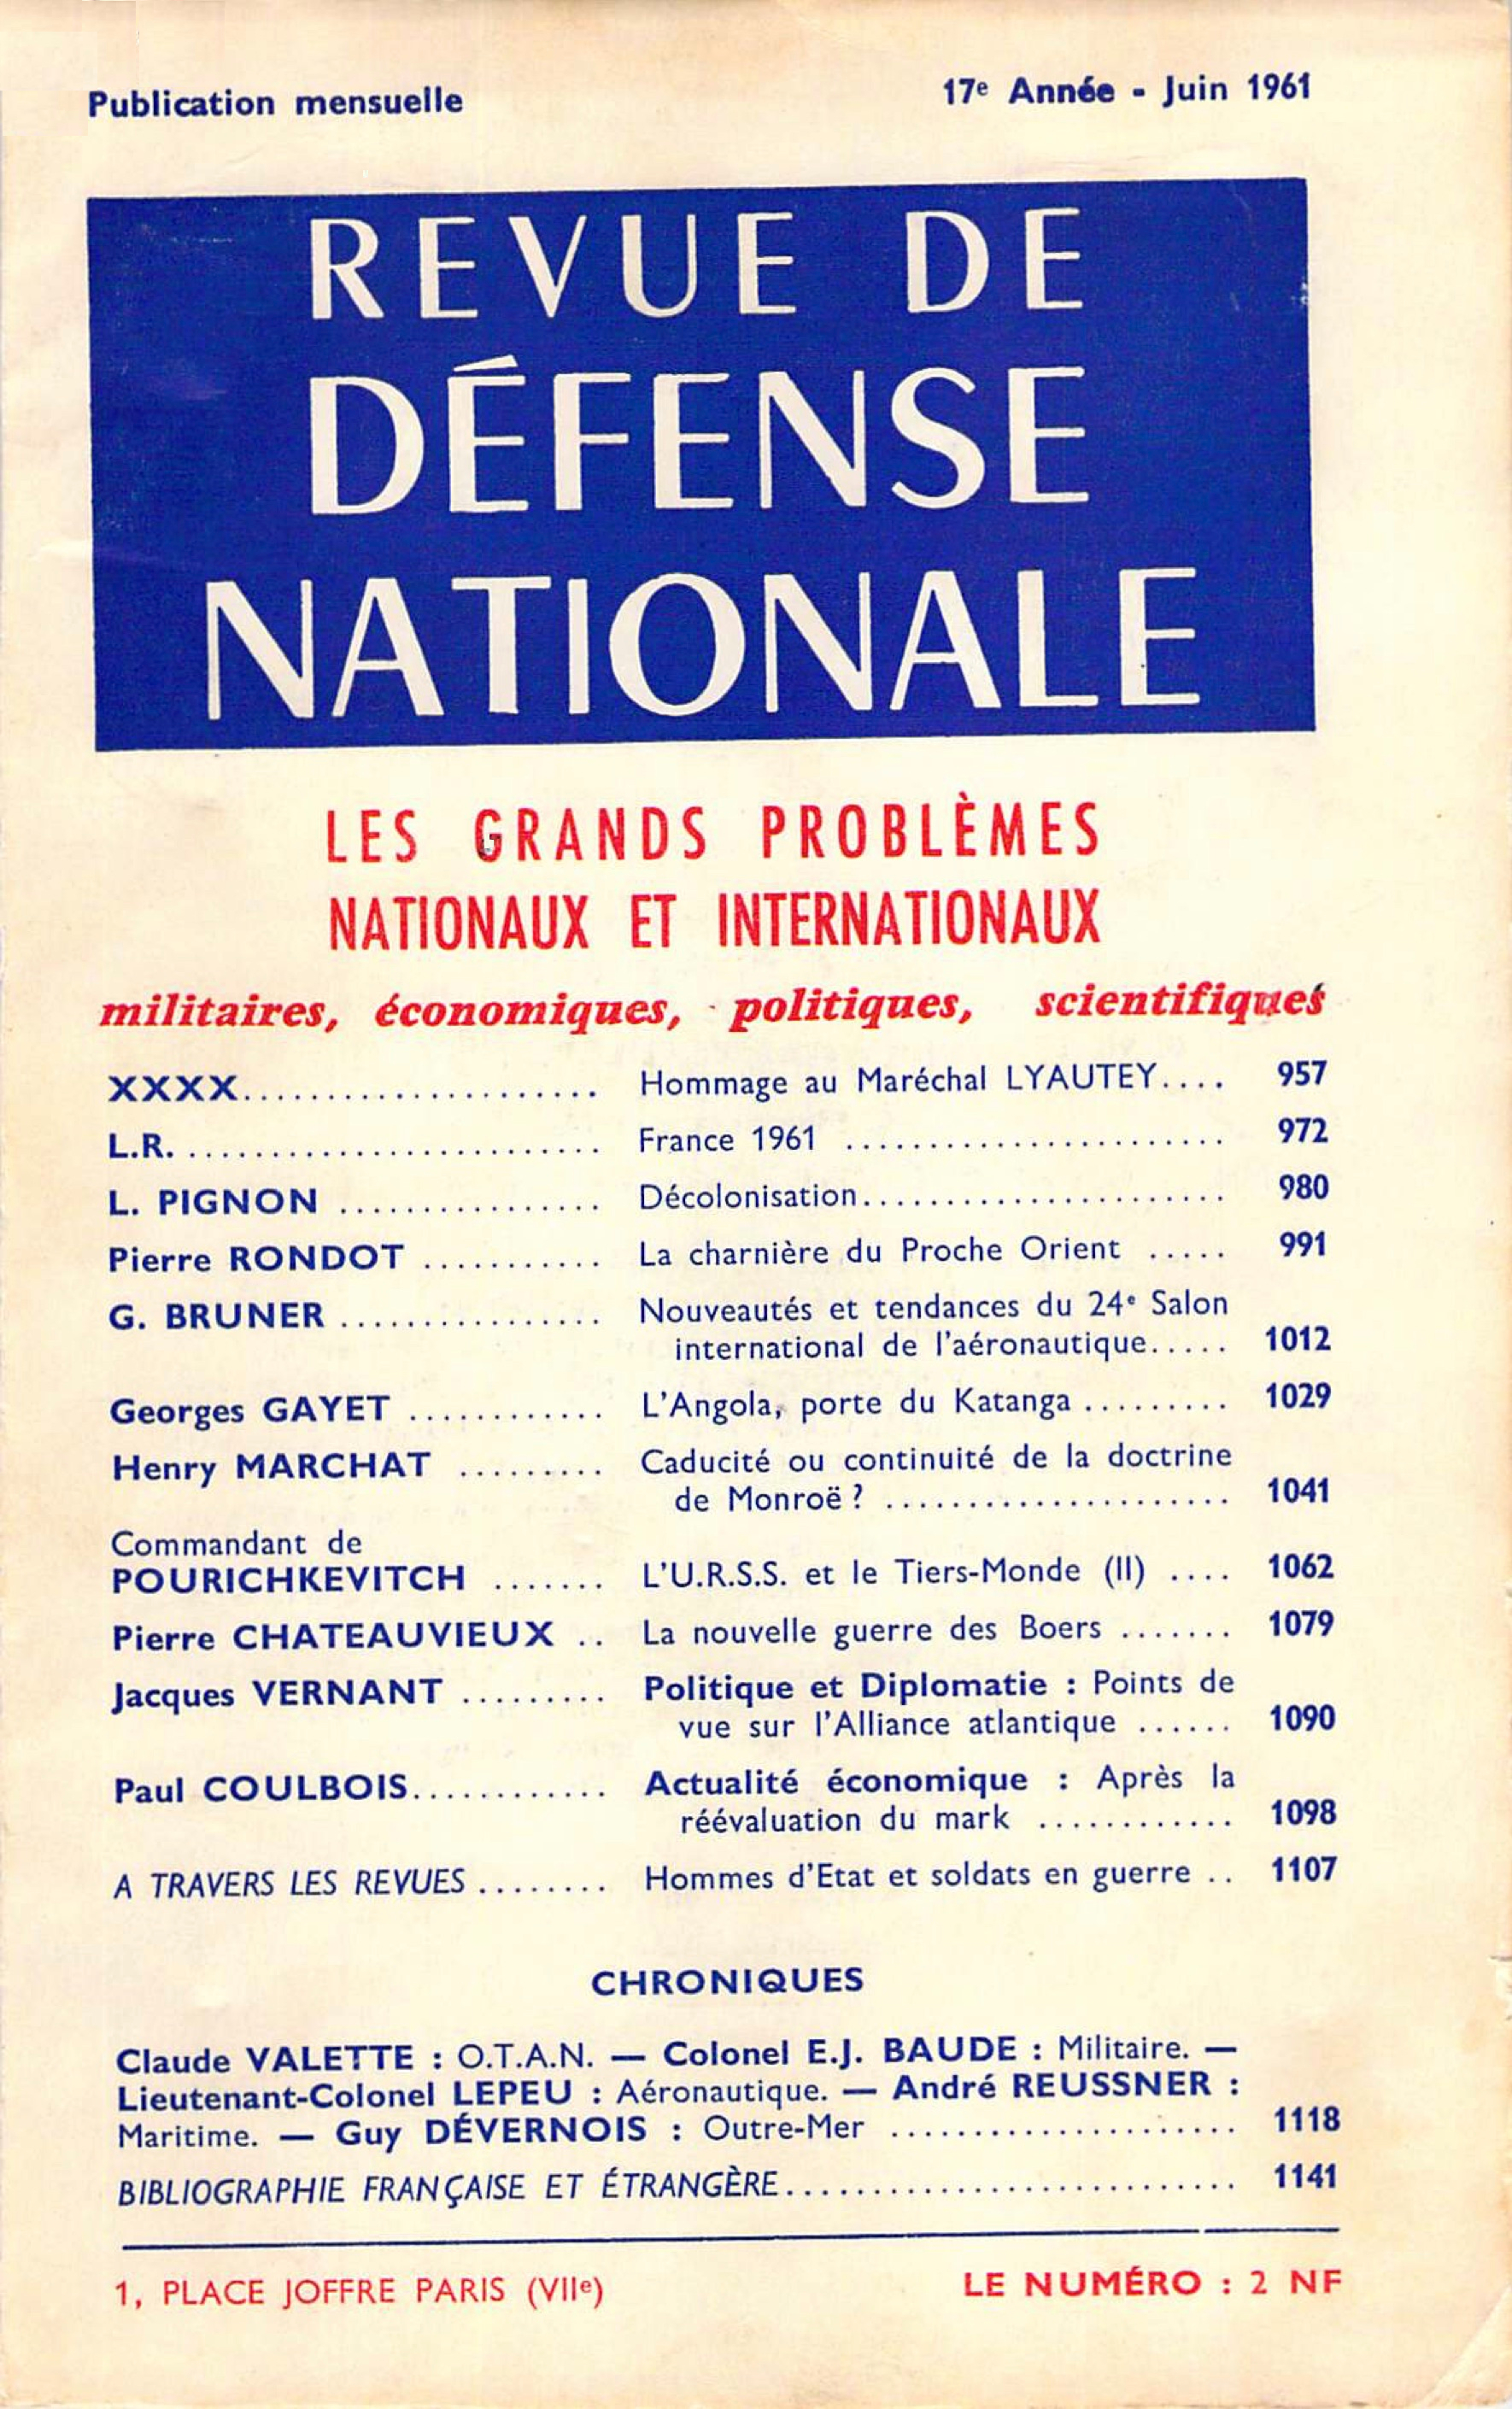 Publication mensuelle 17e Année - Juin 1961
REVUE DE
DÉFENSE
NATIONALE
LES GRANDS PROBLÈMES
NATIONAUX ET INTERNATIONAUX
militaires, économiques, politiques, scientifiques
XXXX...................... Hommage au Maréchal LYAUTEY.... 957
L.R. .......................... France 1961 ........................ 972
L. PIGNON ................ Décolonisation...................... 980
Pierre RONDOT ........... La charnière du Proche Orient ..... 991
G. BRUNER ................ Nouveautés et tendances du 24e Salon
international de l'aéronautique..... 1012
Georges GAYET ............ L'Angola, porte du Katanga ......... 1029
Henry MARCHAT ......... Caducité ou continuité de la doctrine
de Monroë ? ..................... 1041
Commandant de
POURICHKEVITCH ....... L'U.R.S.S. et le Tiers-Monde (II) .... 1062
Pierre CHATEAUVIEUX .. La nouvelle guerre des Boers ....... 1079
Jacques VERNANT ......... Politique et Diplomatie : Points de
vue sur l'Alliance atlantique ...... 1090
Paul COULBOIS............ Actualité économique : Après la
réévaluation du mark ............ 1098
A TRAVERS LES REVUES ........ Hommes d'Etat et soldats en guerre .. 1107
CHRONIQUES
Claude VALETTE : O.T.A.N. — Colonel E.J. BAUDE : Militaire. —
Lieutenant-Colonel LEPEU : Aéronautique. — André REUSSNER :
Maritime. — Guy DÉVERNOIS : Outre-Mer ..................... 1118
BIBLIOGRAPHIE FRANÇAISE ET ÉTRANGÈRE............................ 1141
1, PLACE JOFFRE PARIS (VIIe) LE NUMÉRO : 2 NF